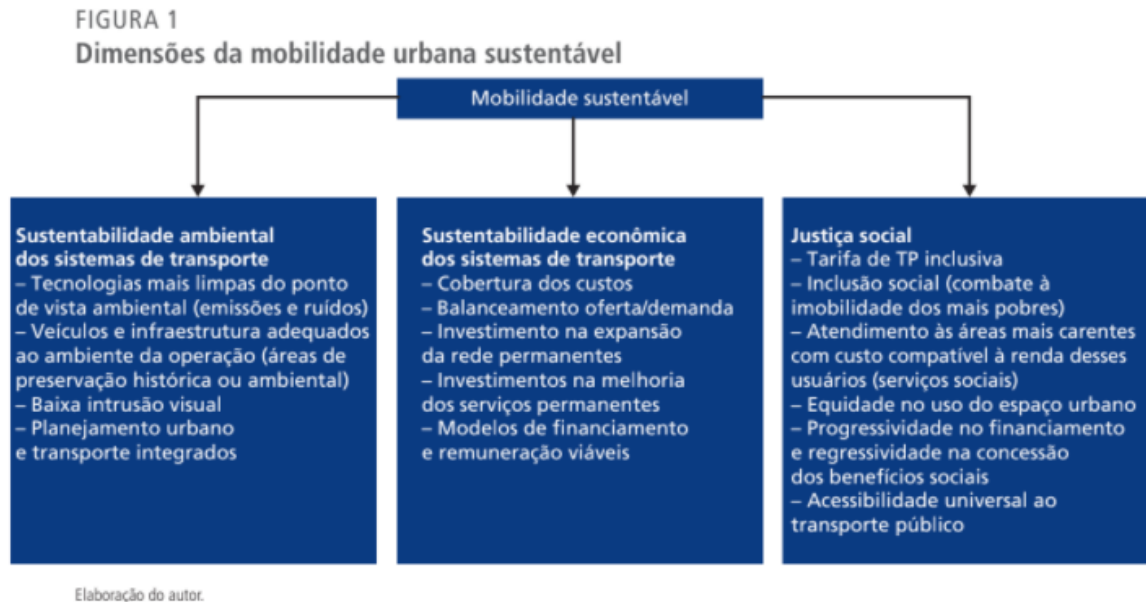 FIGURA 1
Dimensões da mobilidade urbana sustentável
Mobilidade sustentável
Sustentabilidade ambiental
dos sistemas de transporte
– Tecnologias mais limpas do ponto
de vista ambiental (emissões e ruídos)
– Veículos e infraestrutura adequados
ao ambiente da operação (áreas de
preservação histórica ou ambiental)
– Baixa intrusão visual
– Planejamento urbano
e transporte integrados
Sustentabilidade econômica
dos sistemas de transporte
– Cobertura dos custos
– Balanceamento oferta/demanda
– Investimento na expansão
da rede permanentes
– Investimentos na melhoria
dos serviços permanentes
– Modelos de financiamento
e remuneração viáveis
Justiça social
– Tarifa de TP inclusiva
– Inclusão social (combate à
imobilidade dos mais pobres)
– Atendimento às áreas mais carentes
com custo compatível à renda desses
usuários (serviços sociais)
– Equidade no uso do espaço urbano
– Progressividade no financiamento
e regressividade na concessão
dos benefícios sociais
– Acessibilidade universal ao
transporte público
Elaboração do autor.